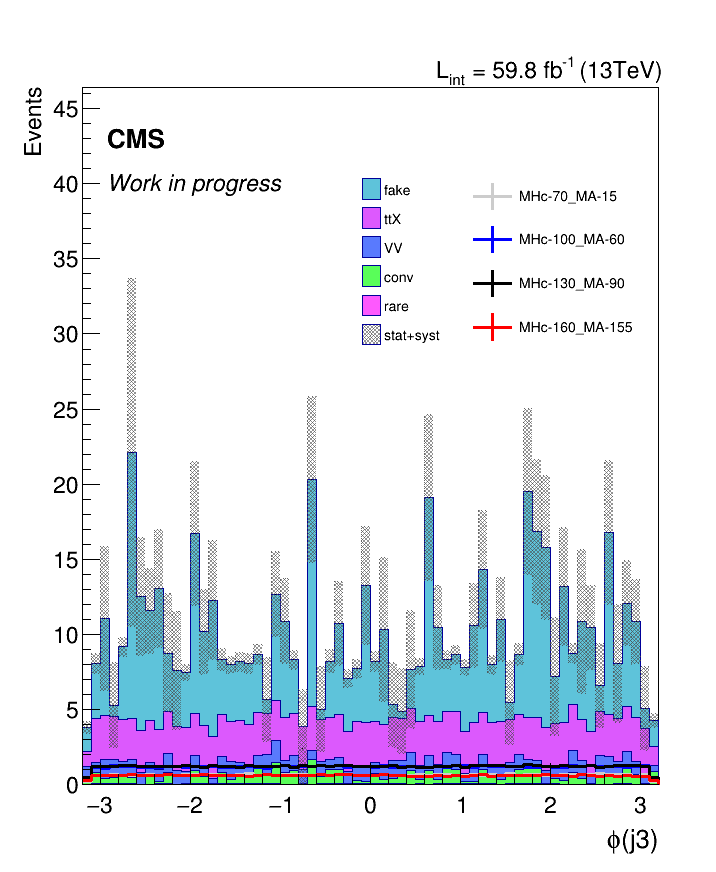 L_int = 59.8 fb^-1 (13TeV)
Events
45
40
35
30
25
20
15
10
5
0
CMS
Work in progress
fake
ttX
VV
conv
rare
stat+syst
MHc-70_MA-15
MHc-100_MA-60
MHc-130_MA-90
MHc-160_MA-155
−3 −2 −1 0 1 2 3
ϕ(j3)